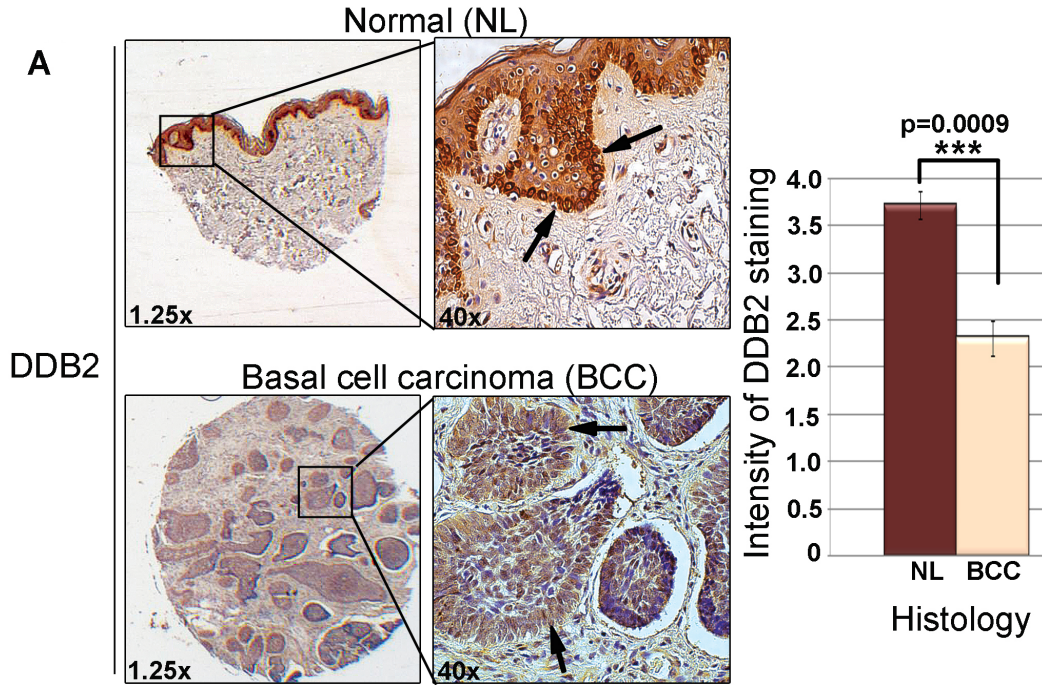 A
Normal (NL)
1.25x
40x
DDB2
Basal cell carcinoma (BCC)
1.25x
40x
p=0.0009
***
Intensity of DDB2 staining
4.0
3.5
3.0
2.5
2.0
1.5
1.0
0.5
0
NL BCC
Histology